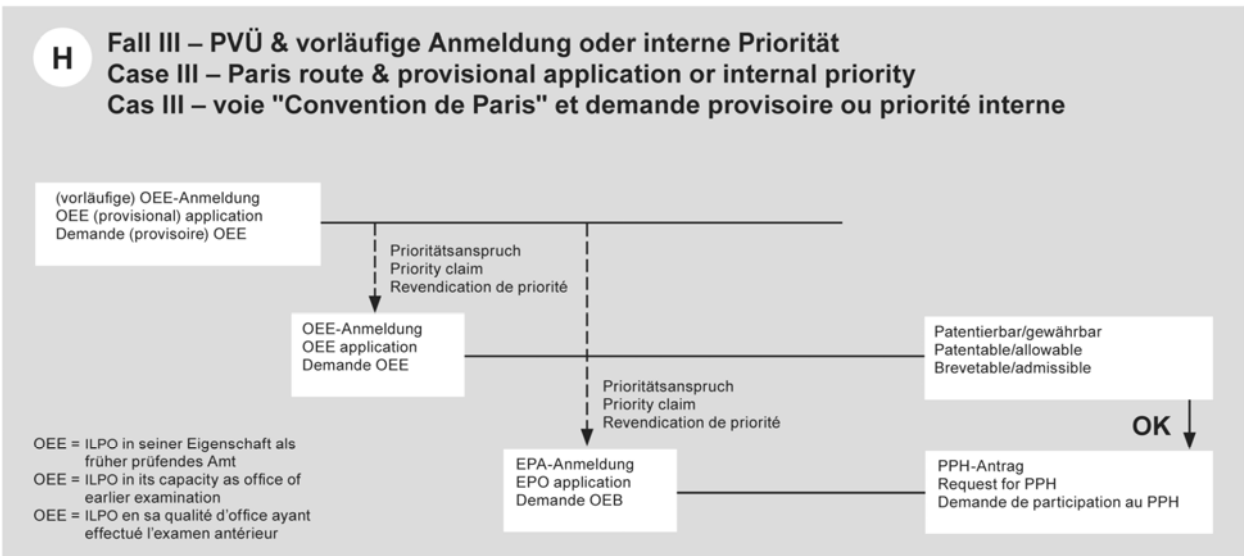 H
Fall III – PVÜ & vorläufige Anmeldung oder interne Priorität
Case III – Paris route & provisional application or internal priority
Cas III – voie "Convention de Paris" et demande provisoire ou priorité interne
(vorläufige) OEE-Anmeldung
OEE (provisional) application
Demande (provisoire) OEE
Prioritätsanspruch
Priority claim
Revendication de priorité
OEE-Anmeldung
OEE application
Demande OEE
Patentierbar/gewährbar
Patentable/allowable
Brevetable/admissible
Prioritätsanspruch
Priority claim
Revendication de priorité
OK
OEE = ILPO in seiner Eigenschaft als
früher prüfendes Amt
OEE = ILPO in its capacity as office of
earlier examination
OEE = ILPO en sa qualité d'office ayant
effectué l'examen antérieur
EPA-Anmeldung
EPO application
Demande OEB
PPH-Antrag
Request for PPH
Demande de participation au PPH